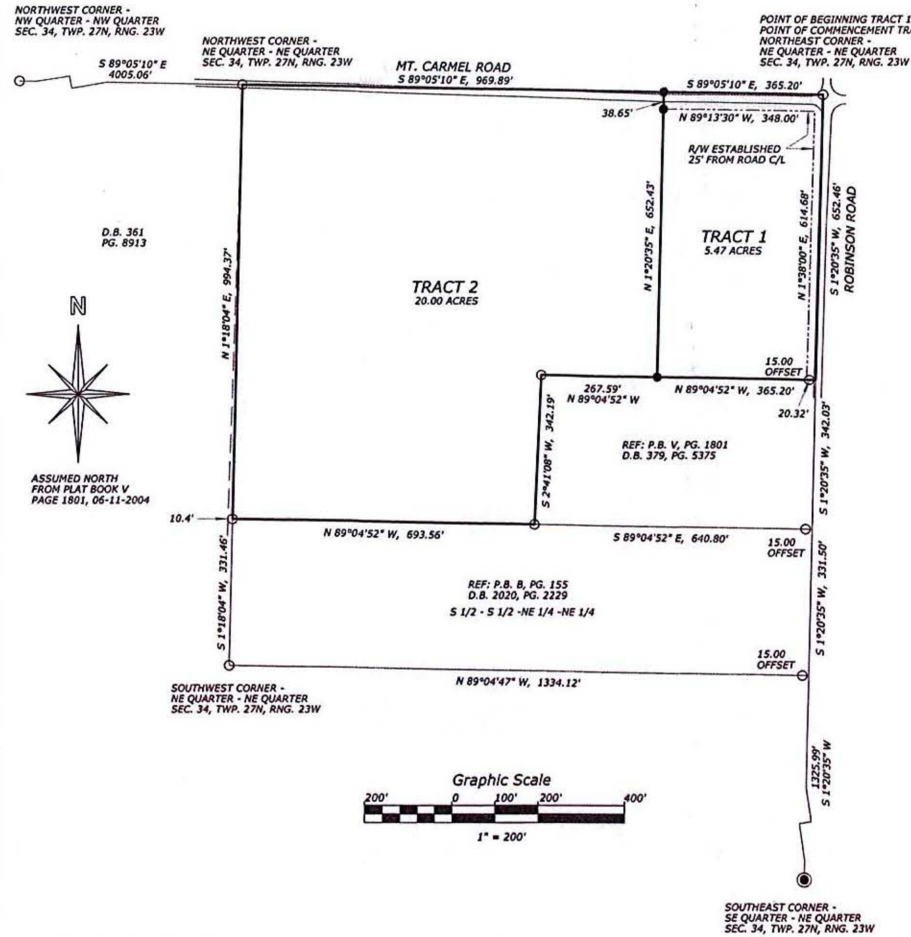 NORTHWEST CORNER -
NW QUARTER - NW QUARTER
SEC. 34, TWP. 27N, RNG. 23W
S 89°05'10" E
4005.06'
NORTHWEST CORNER -
NE QUARTER - NE QUARTER
SEC. 34, TWP. 27N, RNG. 23W
MT. CARMEL ROAD
S 89°05'10" E, 969.89'
POINT OF BEGINNING TRACT 1
POINT OF COMMENCEMENT TRA
NORTHEAST CORNER -
NE QUARTER - NE QUARTER
SEC. 34, TWP. 27N, RNG. 23W
S 89°05'10" E, 365.20'
38.65'
N 89°13'30" W, 348.00'
R/W ESTABLISHED
25' FROM ROAD C/L
D.B. 361
PG. 8913
N 1°18'04" E, 994.37'
TRACT 2
20.00 ACRES
N 1°20'35" E, 652.43'
TRACT 1
5.47 ACRES
N 1°38'00" E, 614.68'
S 1°20'35" W, 652.46'
ROBINSON ROAD
N
ASSUMED NORTH
FROM PLAT BOOK V
PAGE 1801, 06-11-2004
15.00
OFFSET
267.59'
N 89°04'52" W
N 89°04'52" W, 365.20'
20.32'
S 2°41'08" W, 342.19'
REF: P.B. V, PG. 1801
D.B. 379, PG. 5375
S 1°20'35" W, 342.03'
10.4'
N 89°04'52" W, 693.56'
S 89°04'52" E, 640.80'
15.00
OFFSET
S 1°18'04" W, 331.46'
REF: P.B. B, PG. 155
D.B. 2020, PG. 2229
S 1/2 - S 1/2 -NE 1/4 -NE 1/4
S 1°20'35" W, 331.50'
15.00
OFFSET
N 89°04'47" W, 1334.12'
SOUTHWEST CORNER -
NE QUARTER - NE QUARTER
SEC. 34, TWP. 27N, RNG. 23W
1325.99'
S 1°20'35" W
Graphic Scale
200' 0 100' 200' 400'
1" = 200'
SOUTHEAST CORNER -
SE QUARTER - NE QUARTER
SEC. 34, TWP. 27N, RNG. 23W